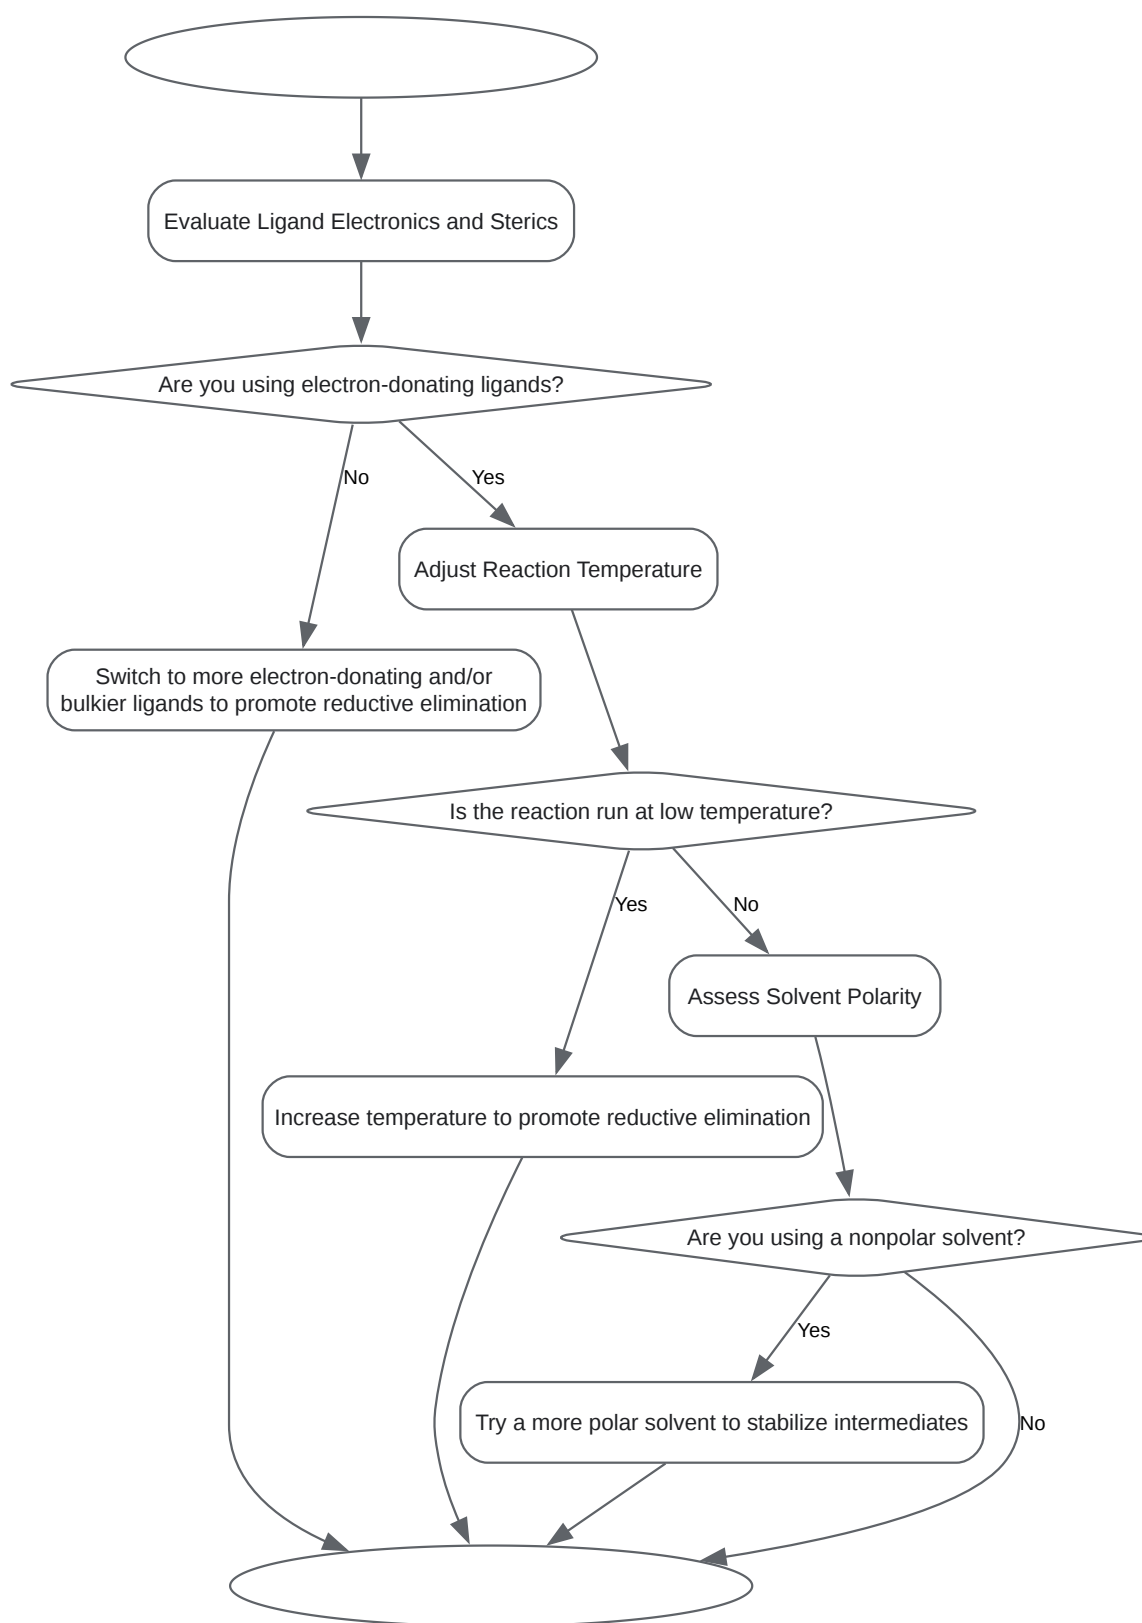 Evaluate Ligand Electronics and Sterics
Are you using electron-donating ligands?
No
Yes
Adjust Reaction Temperature
Switch to more electron-donating and/or
bulkier ligands to promote reductive elimination
Is the reaction run at low temperature?
Yes
No
Assess Solvent Polarity
Increase temperature to promote reductive elimination
Are you using a nonpolar solvent?
Yes
Try a more polar solvent to stabilize intermediates
No